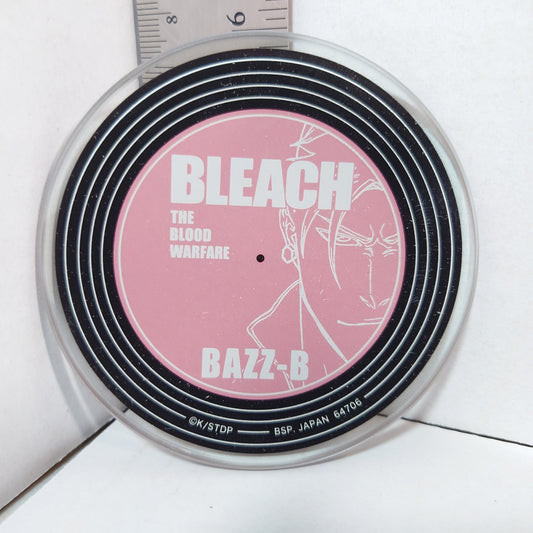 8 9
BLEACH
THE
BLOOD
WARFARE
BAZZ-B
©K/STDP BSP. JAPAN 64706